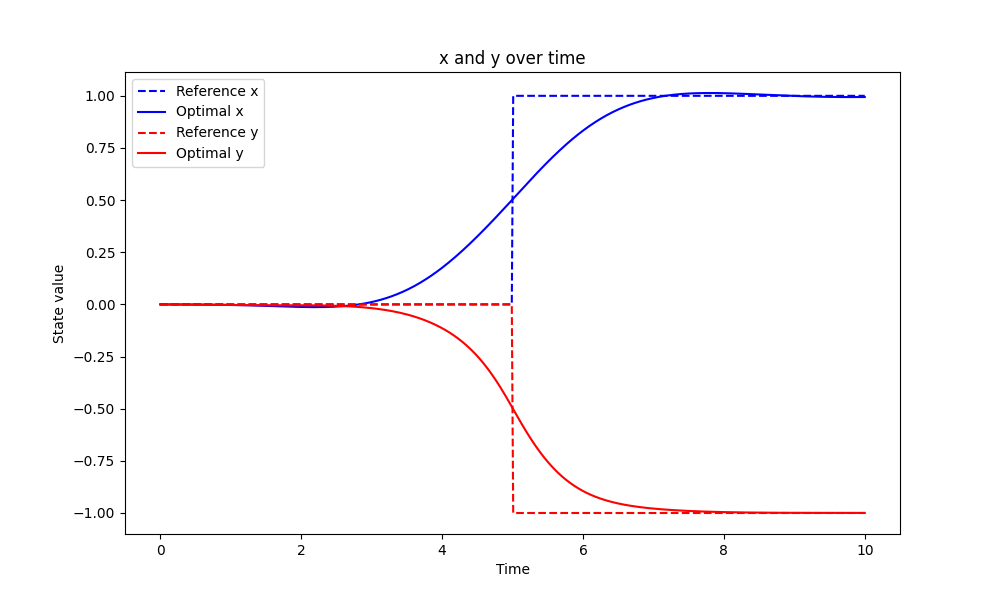 x and y over time
Reference x
Optimal x
Reference y
Optimal y
1.00
0.75
0.50
0.25
0.00
−0.25
−0.50
−0.75
−1.00
State value
0 2 4 6 8 10
Time